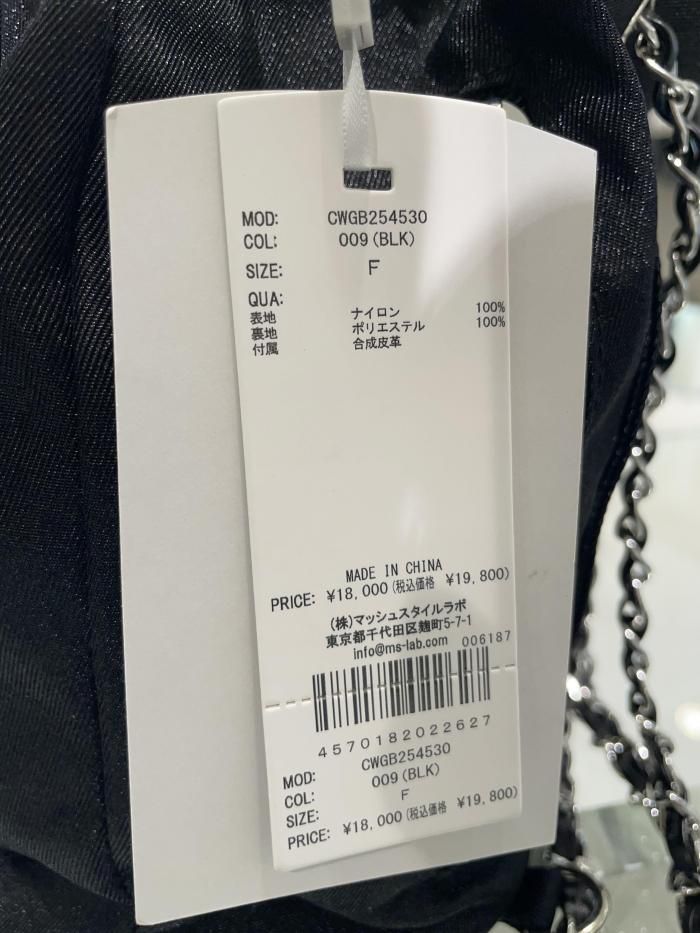 MOD: CWGB254530
COL: 009(BLK)
SIZE: F
QUA:
表地 ナイロン 100%
裏地 ポリエステル 100%
付属 合成皮革
MADE IN CHINA
PRICE: ¥18,000(税込価格 ¥19,800)
(株)マッシュスタイルラボ
東京都千代田区麹町5-7-1
info@ms-lab.com 006187
4570182022627
MOD: CWGB254530
COL: 009(BLK)
SIZE: F
PRICE: ¥18,000(税込価格 ¥19,800)